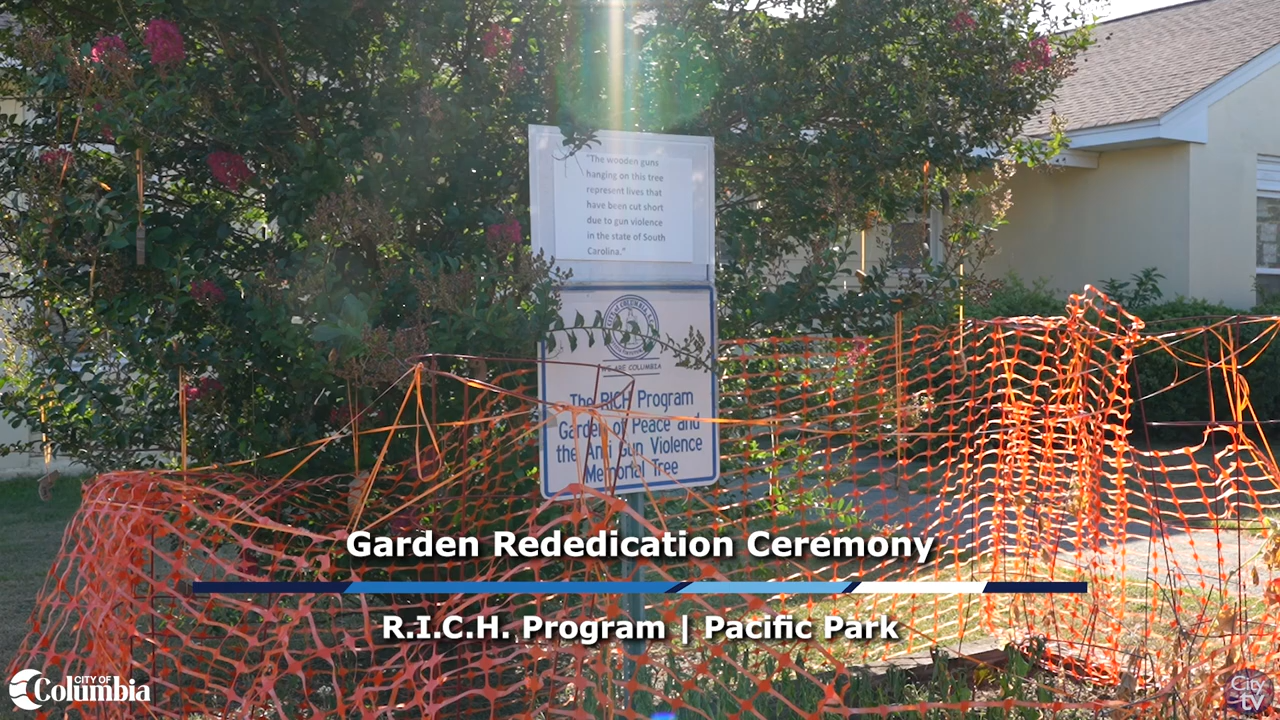 "The wooden guns
hanging on this tree
represent lives that
have been cut short
due to gun violence
in the state of South
Carolina."
WE ARE COLUMBIA
The RICH Program
Garden of Peace and
the Anti Gun Violence
Memorial Tree
Garden Rededication Ceremony
R.I.C.H. Program | Pacific Park
CITY OF
Columbia
City
tv